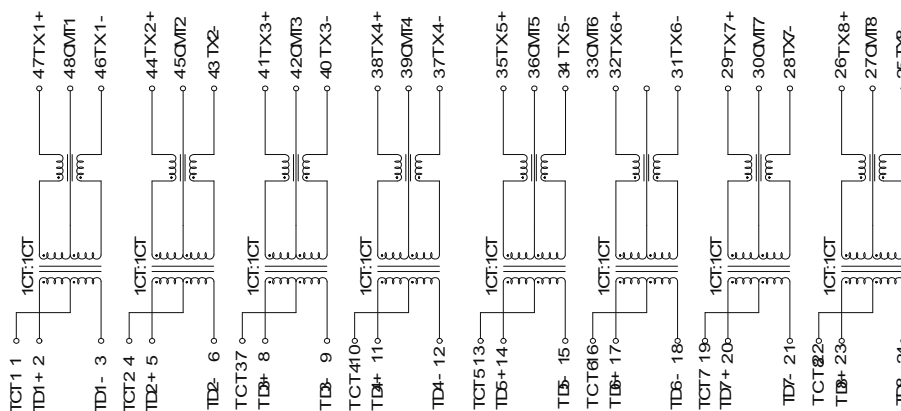 47TX1+
48CMT1
46TX1-
44TX2+
45CMT2
43 TX2-
41TX3+
42CMT3
40TX3-
38TX4+
39CMT4
37TX4-
35TX5+
36CMT5
34 TX5-
33CMT6
32TX6+
31TX6-
29TX7+
30CMT7
28TX7-
26TX8+
27CMT8
1CT:1CT
1CT:1CT
1CT:1CT
1CT:1CT
1CT:1CT
1CT:1CT
1CT:1CT
1CT:1CT
TCT1 1
TD1+ 2
TD1- 3
TCT2 4
TD2+ 5
TD2- 6
TCT3 7
TD3+ 8
TD3- 9
TCT4 10
TD4+ 11
TD4- 12
TCT5 13
TD5+ 14
TD5- 15
TCT6 16
TD6+ 17
TD6- 18
TCT7 19
TD7+ 20
TD7- 21
TCT8 22
TD8+ 23